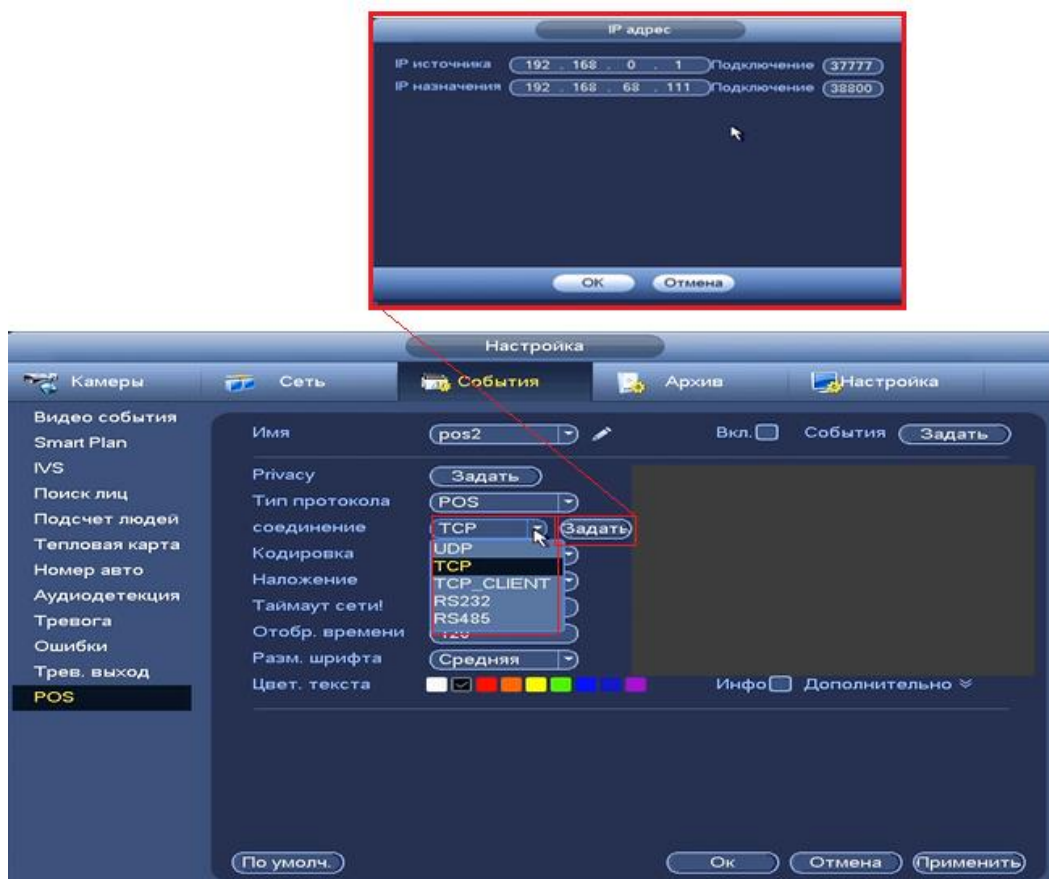 IP адрес
IP источника 192 . 168 . 0 . 1 Подключение 37777
IP назначения 192 . 168 . 68 . 111 Подключение 38800
OK Отмена
Настройка
Камеры Сеть События Архив Настройка
Видео события
Smart Plan
IVS
Поиск лиц
Подсчет людей
Тепловая карта
Номер авто
Аудиодетекция
Тревога
Ошибки
Трев. выход
POS
Имя pos2 Вкл. События Задать
Privacy Задать
Тип протокола POS
соединение TCP Задать
Кодировка
Наложение
Таймаут сети!
Отобр. времени 120
UDP
TCP
TCP_CLIENT
RS232
RS485
Разм. шрифта Средняя
Цвет. текста Инфо Дополнительно
По умолч. Ок Отмена Применить